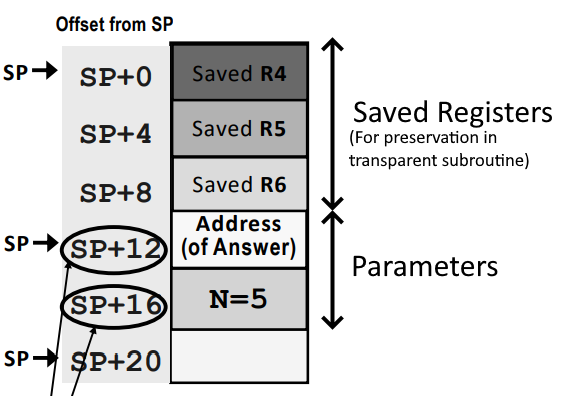 Offset from SP
SP
SP+0
Saved R4
SP+4
Saved R5
SP+8
Saved R6
Saved Registers
(For preservation in
transparent subroutine)
SP
SP+12
Address
(of Answer)
SP+16
N=5
Parameters
SP
SP+20